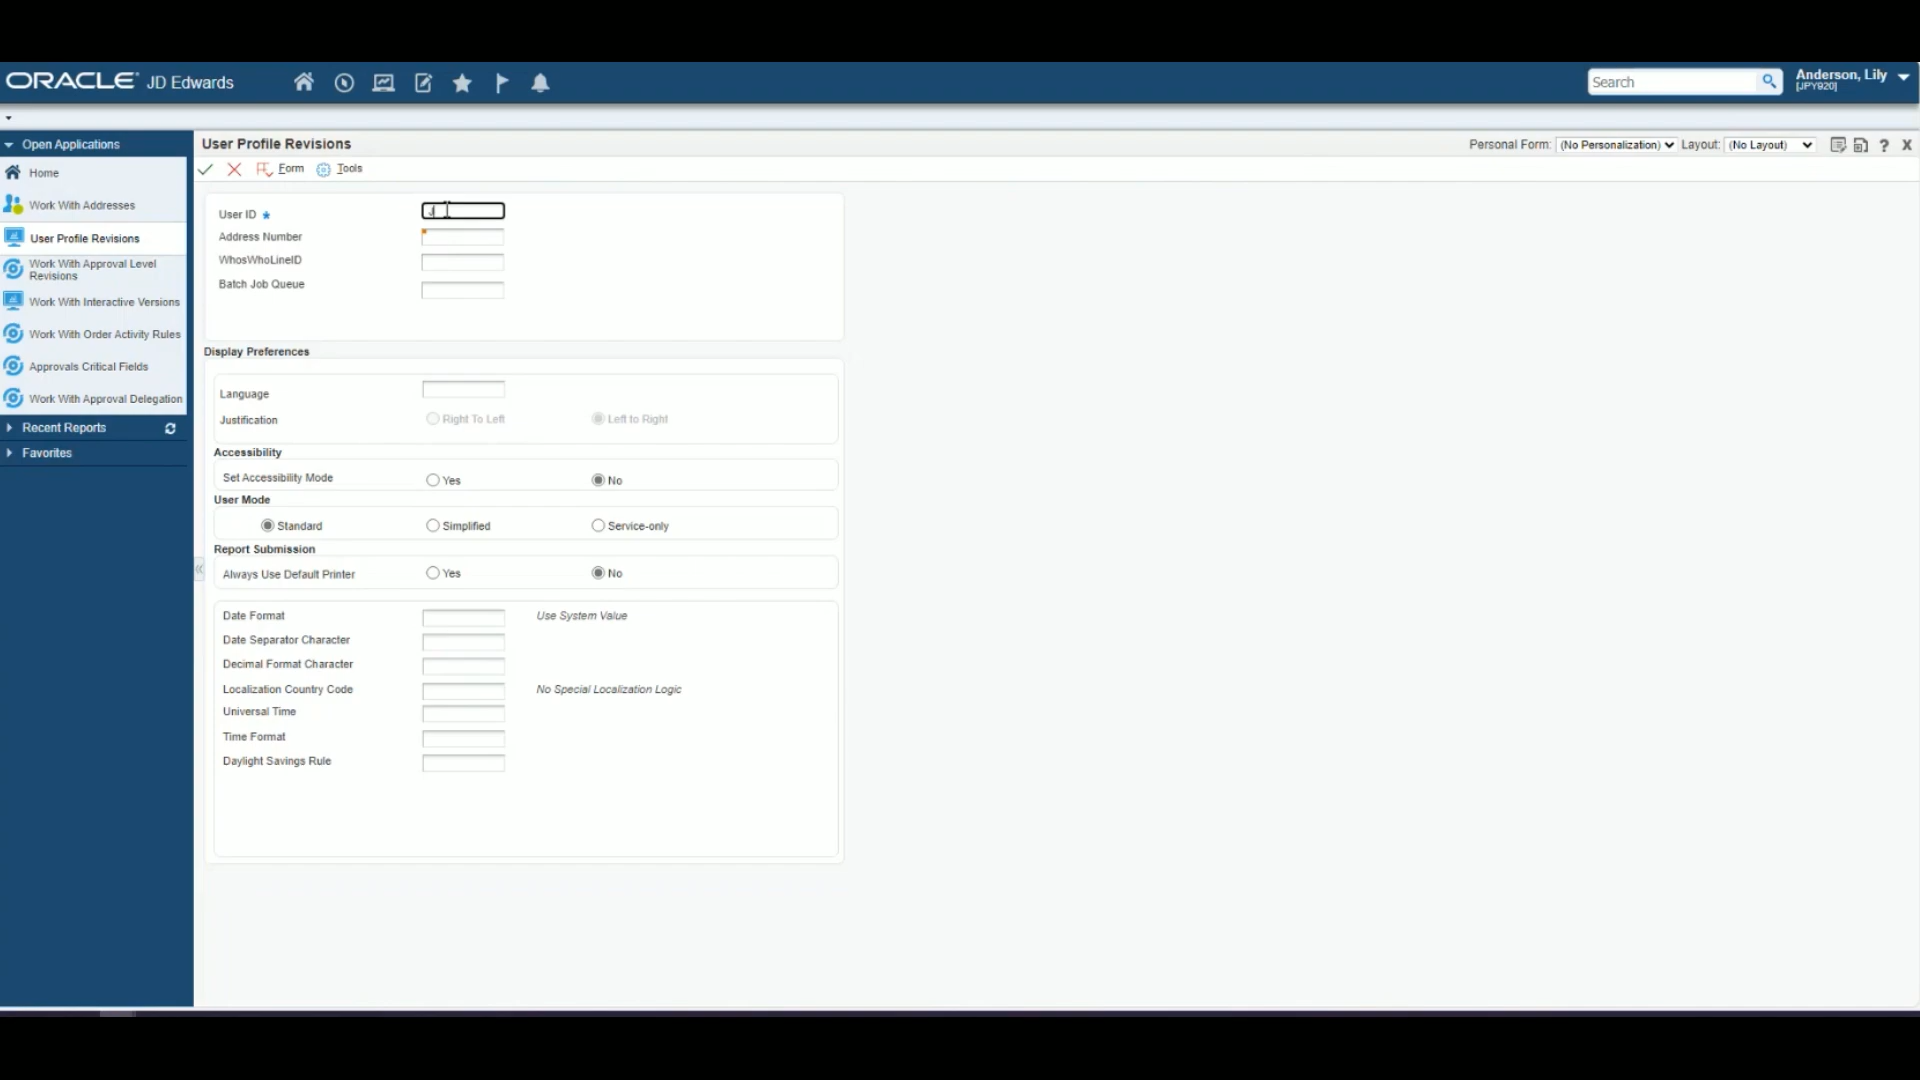 ORACLE JD Edwards
Search
Anderson, Lily
[JPY920]
Open Applications
Home
Work With Addresses
User Profile Revisions
Work With Approval Level
Revisions
Work With Interactive Versions
Work With Order Activity Rules
Approvals Critical Fields
Work With Approval Delegation
Recent Reports
Favorites
User Profile Revisions
Personal Form: (No Personalization) Layout: (No Layout)
Form Tools
User ID J
Address Number
WhosWhoLineID
Batch Job Queue
Display Preferences
Language
Justification Right To Left Left to Right
Accessibility
Set Accessibility Mode Yes No
User Mode
Standard Simplified Service-only
Report Submission
Always Use Default Printer Yes No
Date Format Use System Value
Date Separator Character
Decimal Format Character
Localization Country Code No Special Localization Logic
Universal Time
Time Format
Daylight Savings Rule